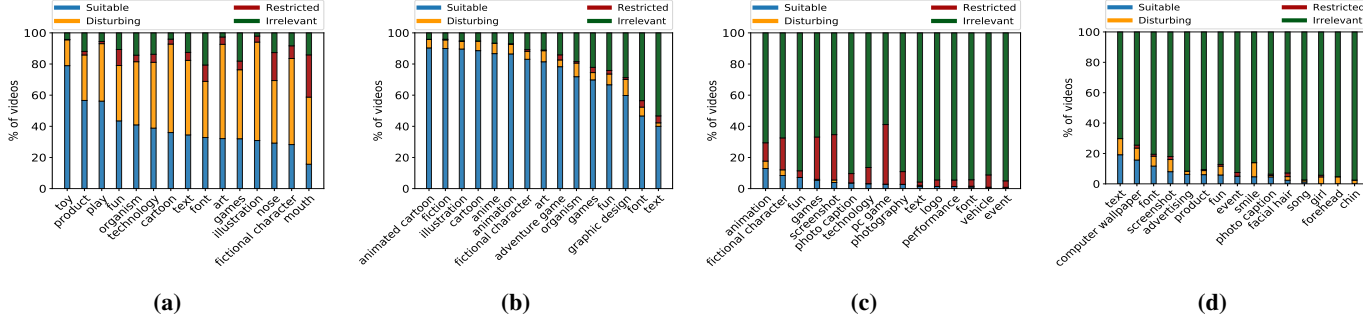 Suitable
Restricted
Disturbing
Irrelevant
100
80
60
40
20
0
% of videos
toy
product
play
fun
organism
technology
cartoon
text
font
art
games
illustration
nose
fictional character
mouth
(a)
Suitable
Restricted
Disturbing
Irrelevant
100
80
60
40
20
0
% of videos
animated cartoon
fiction
illustration
cartoon
anime
animation
fictional character
art
adventure game
organism
games
fun
graphic design
font
text
(b)
Suitable
Restricted
Disturbing
Irrelevant
100
80
60
40
20
0
% of videos
animation
fictional character
fun
games
screenshot
photo caption
technology
pc game
photography
text
logo
performance
font
vehicle
event
(c)
Suitable
Restricted
Disturbing
Irrelevant
100
80
60
40
20
0
% of videos
text
computer wallpaper
font
screenshot
advertising
product
fun
event
smile
photo caption
facial hair
song
girl
forehead
chin
(d)